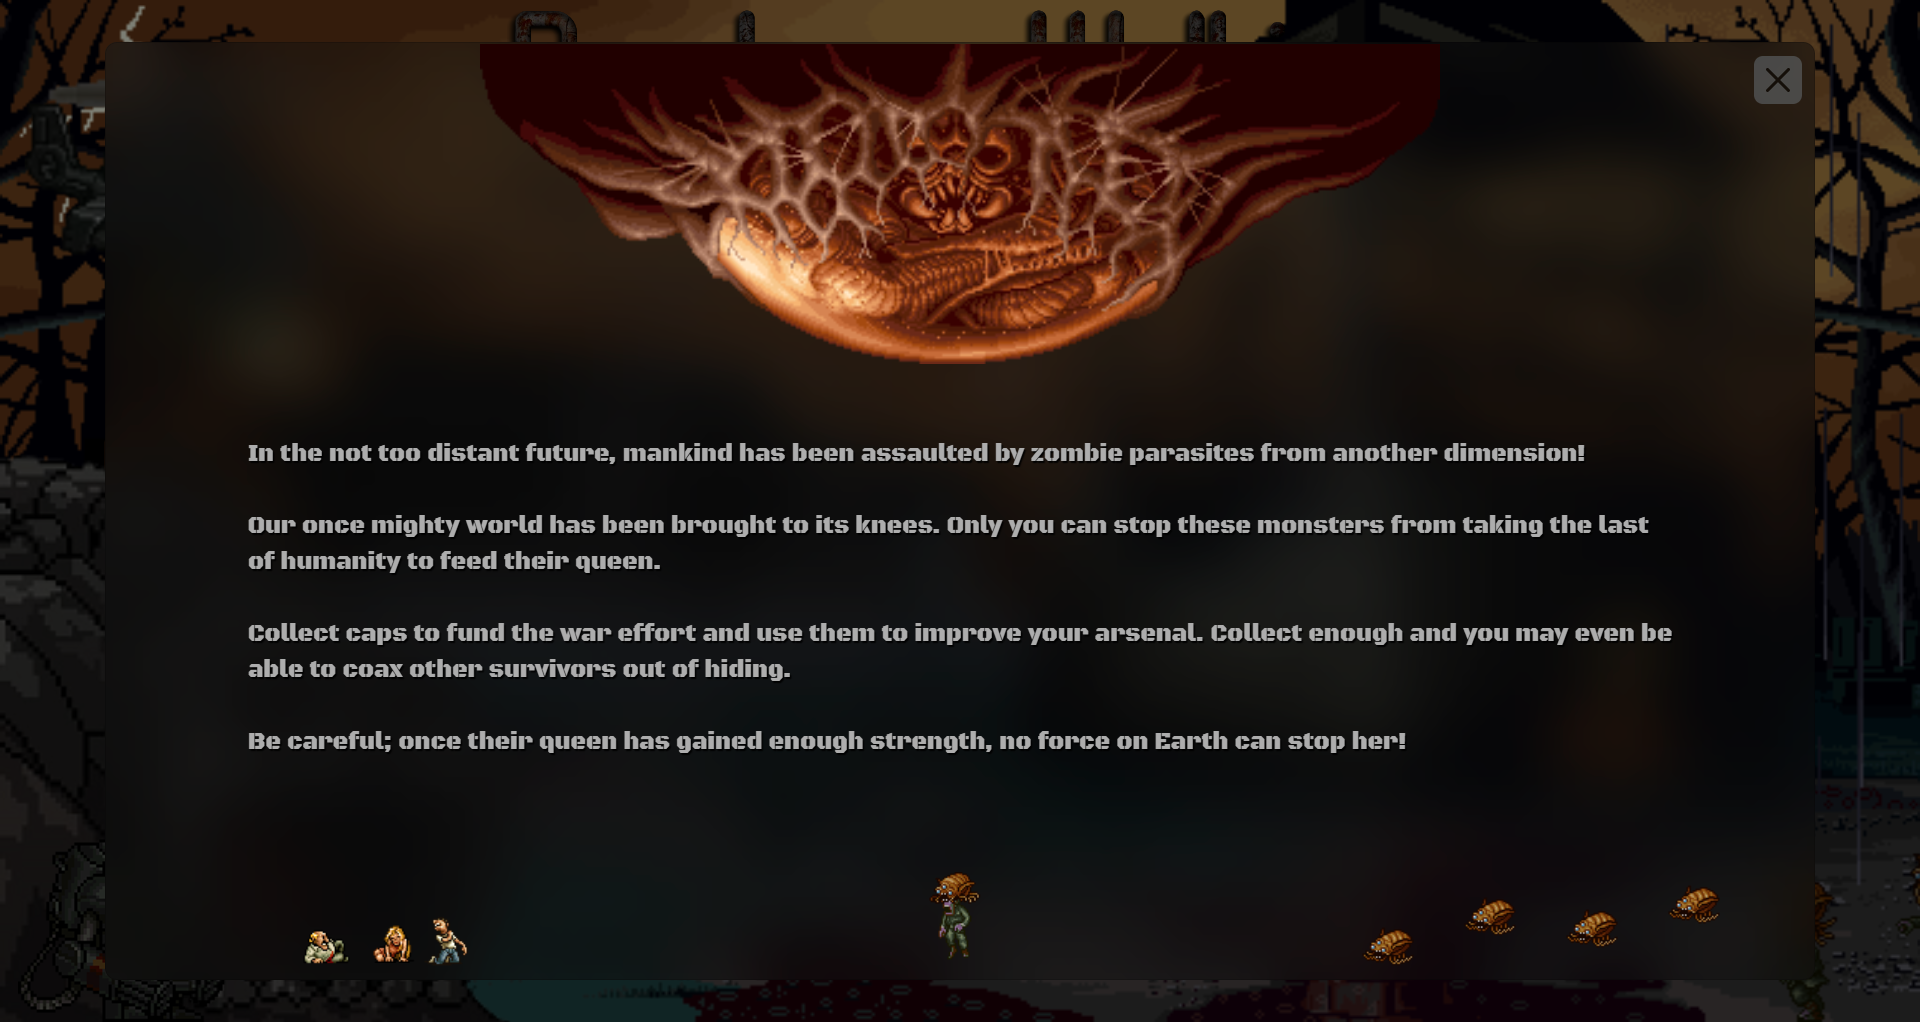 In the not too distant future, mankind has been assaulted by zombie parasites from another dimension!
Our once mighty world has been brought to its knees. Only you can stop these monsters from taking the last
of humanity to feed their queen.
Collect caps to fund the war effort and use them to improve your arsenal. Collect enough and you may even be
able to coax other survivors out of hiding.
Be careful; once their queen has gained enough strength, no force on Earth can stop her!